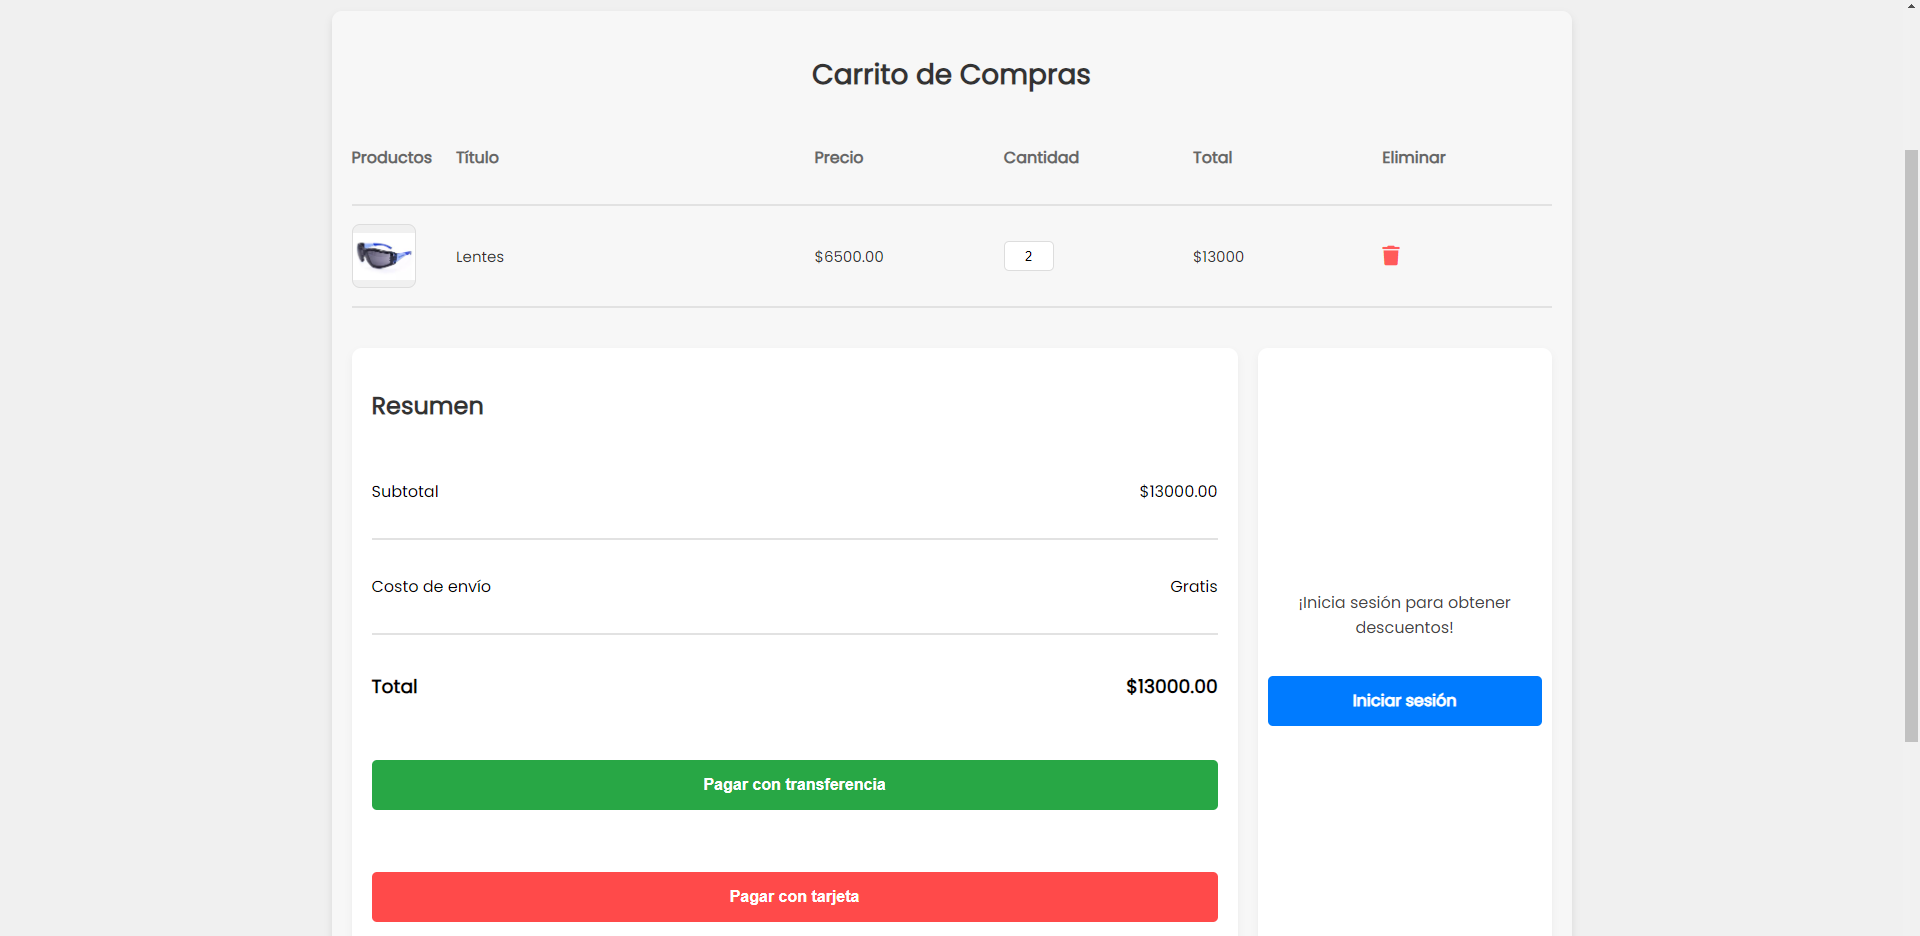 Carrito de Compras
Productos Título Precio Cantidad Total Eliminar
Lentes $6500.00 2 $13000
Resumen
Subtotal $13000.00
Costo de envío Gratis
Total $13000.00
Pagar con transferencia
Pagar con tarjeta
¡Inicia sesión para obtener
descuentos!
Iniciar sesión